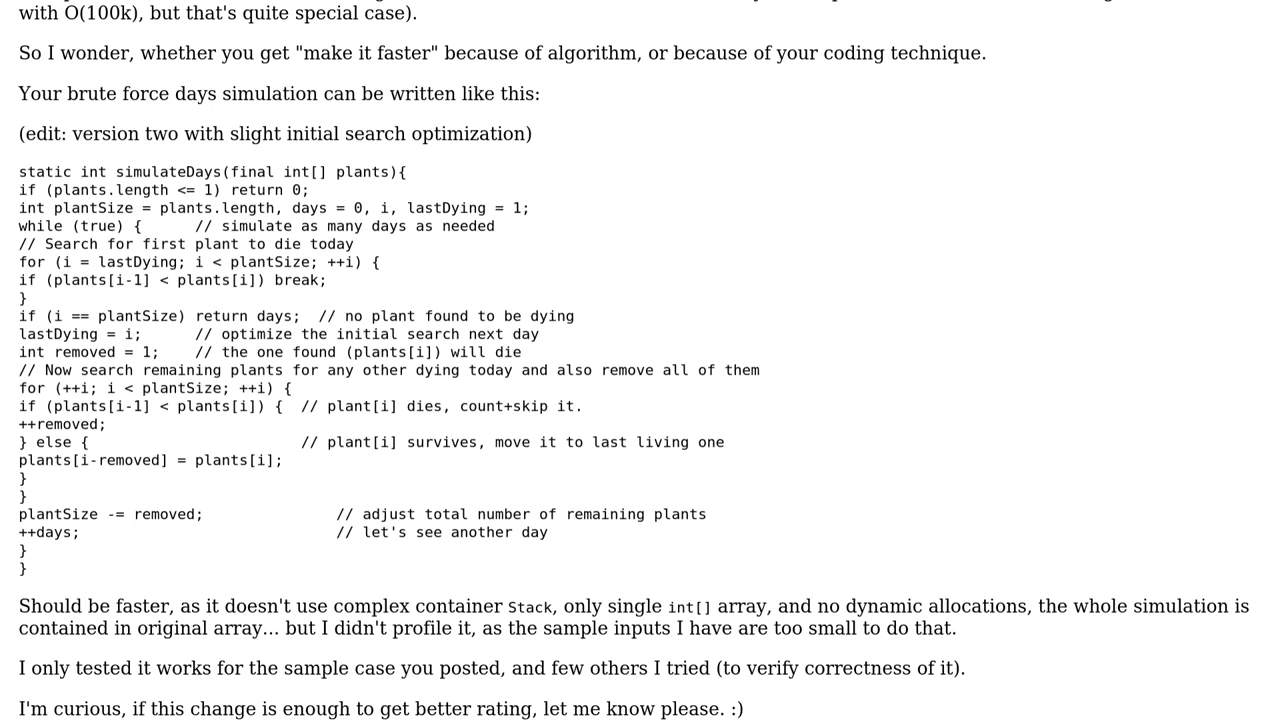 with O(100k), but that's quite special case).
So I wonder, whether you get "make it faster" because of algorithm, or because of your coding technique.
Your brute force days simulation can be written like this:
(edit: version two with slight initial search optimization)
static int simulateDays(final int[] plants){
if (plants.length <= 1) return 0;
int plantSize = plants.length, days = 0, i, lastDying = 1;
while (true) {      // simulate as many days as needed
// Search for first plant to die today
for (i = lastDying; i < plantSize; ++i) {
if (plants[i-1] < plants[i]) break;
}
if (i == plantSize) return days;  // no plant found to be dying
lastDying = i;      // optimize the initial search next day
int removed = 1;    // the one found (plants[i]) will die
// Now search remaining plants for any other dying today and also remove all of them
for (++i; i < plantSize; ++i) {
if (plants[i-1] < plants[i]) {  // plant[i] dies, count+skip it.
++removed;
} else {                        // plant[i] survives, move it to last living one
plants[i-removed] = plants[i];
}
}
plantSize -= removed;               // adjust total number of remaining plants
++days;                             // let's see another day
}
}
Should be faster, as it doesn't use complex container Stack, only single int[] array, and no dynamic allocations, the whole simulation is
contained in original array... but I didn't profile it, as the sample inputs I have are too small to do that.
I only tested it works for the sample case you posted, and few others I tried (to verify correctness of it).
I'm curious, if this change is enough to get better rating, let me know please. :)